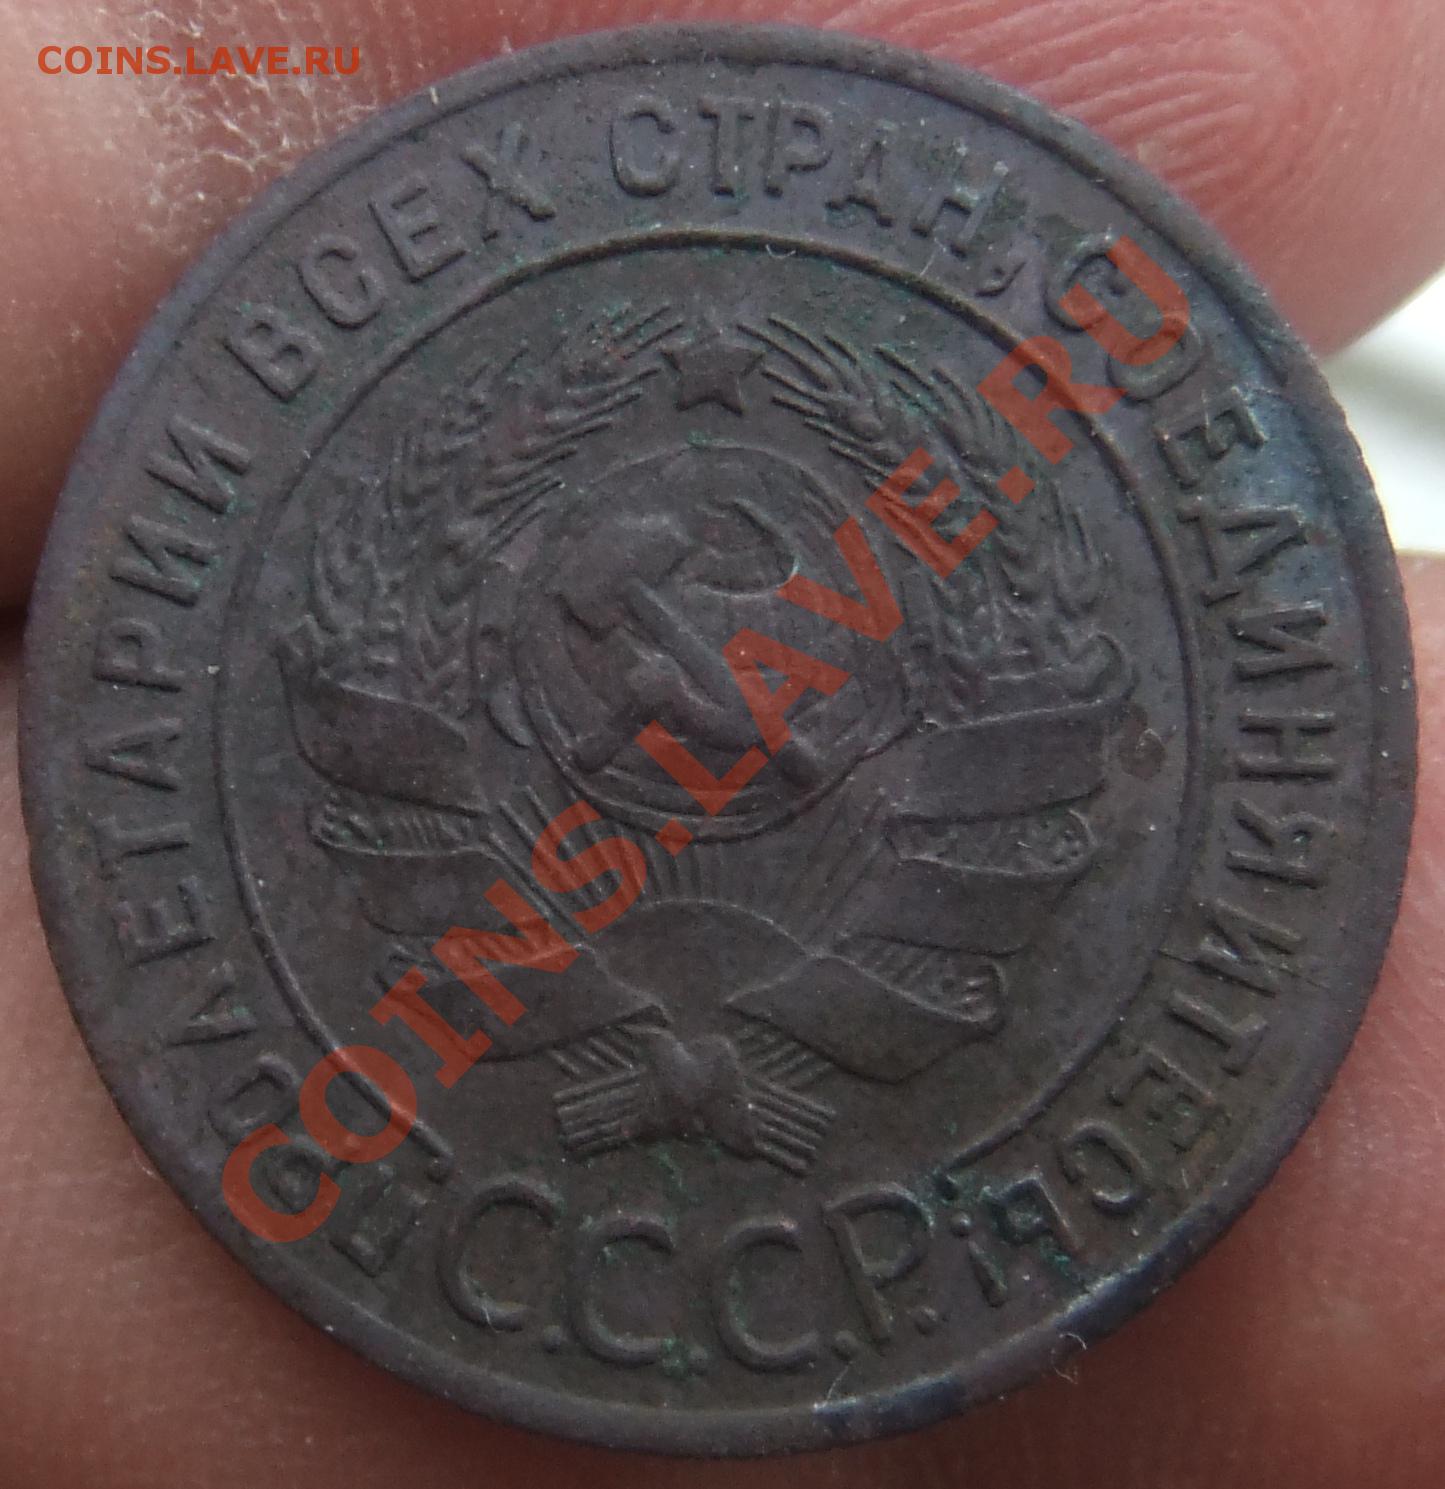 COINS.LAVE.RU
ПРОЛЕТАРИИ ВСЕХ СТРАН, СОЕДИНЯЙТЕСЬ!
С.С.С.Р.
COINS.LAVE.RU